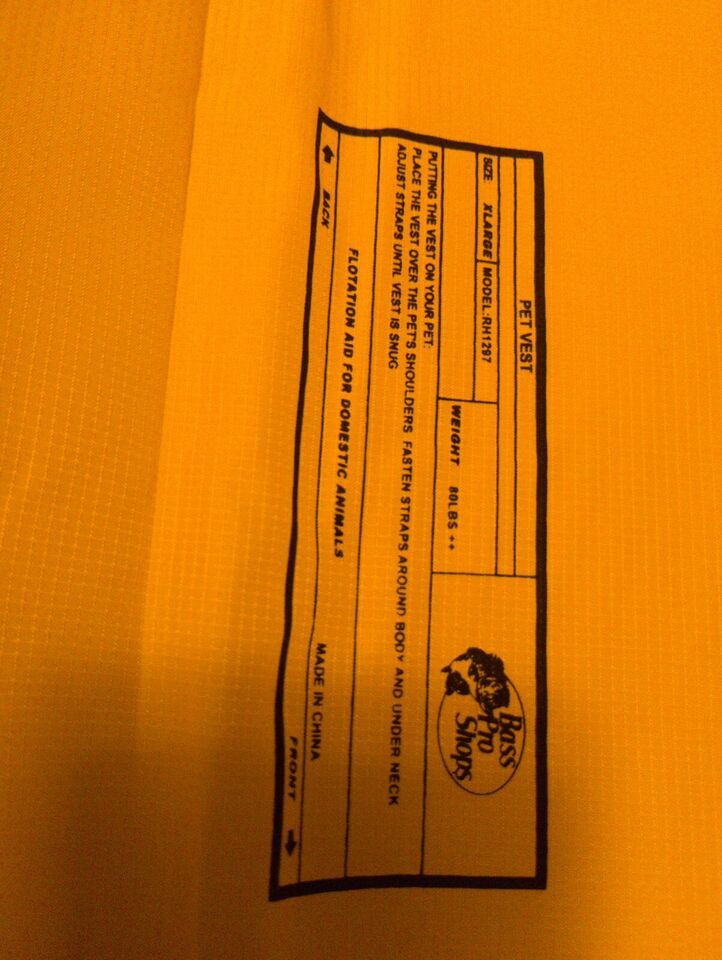 PET VEST
SIZE: XLARGE MODEL:RH1297
WEIGHT 80LBS ++
Bass
Pro
Shops
PUTTING THE VEST ON YOUR PET:
PLACE THE VEST OVER THE PET'S SHOULDERS FASTEN STRAPS AROUND BODY AND UNDER NECK
ADJUST STRAPS UNTIL VEST IS SNUG
FLOTATION AID FOR DOMESTIC ANIMALS
MADE IN CHINA
← BACK
FRONT →